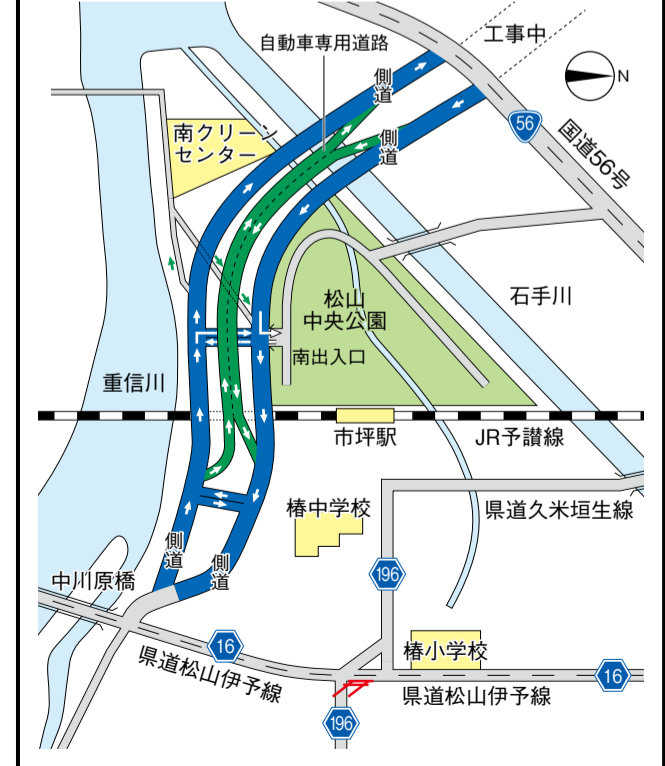 自動車専用道路
工事中
側道
N
南クリーン
センター
側道
56
国道56号
松山
中央公園
石手川
南出入口
重信川
市坪駅
JR予讃線
椿中学校
県道久米垣生線
側道
側道
中川原橋
196
16
椿小学校
県道松山伊予線
県道松山伊予線
16
196